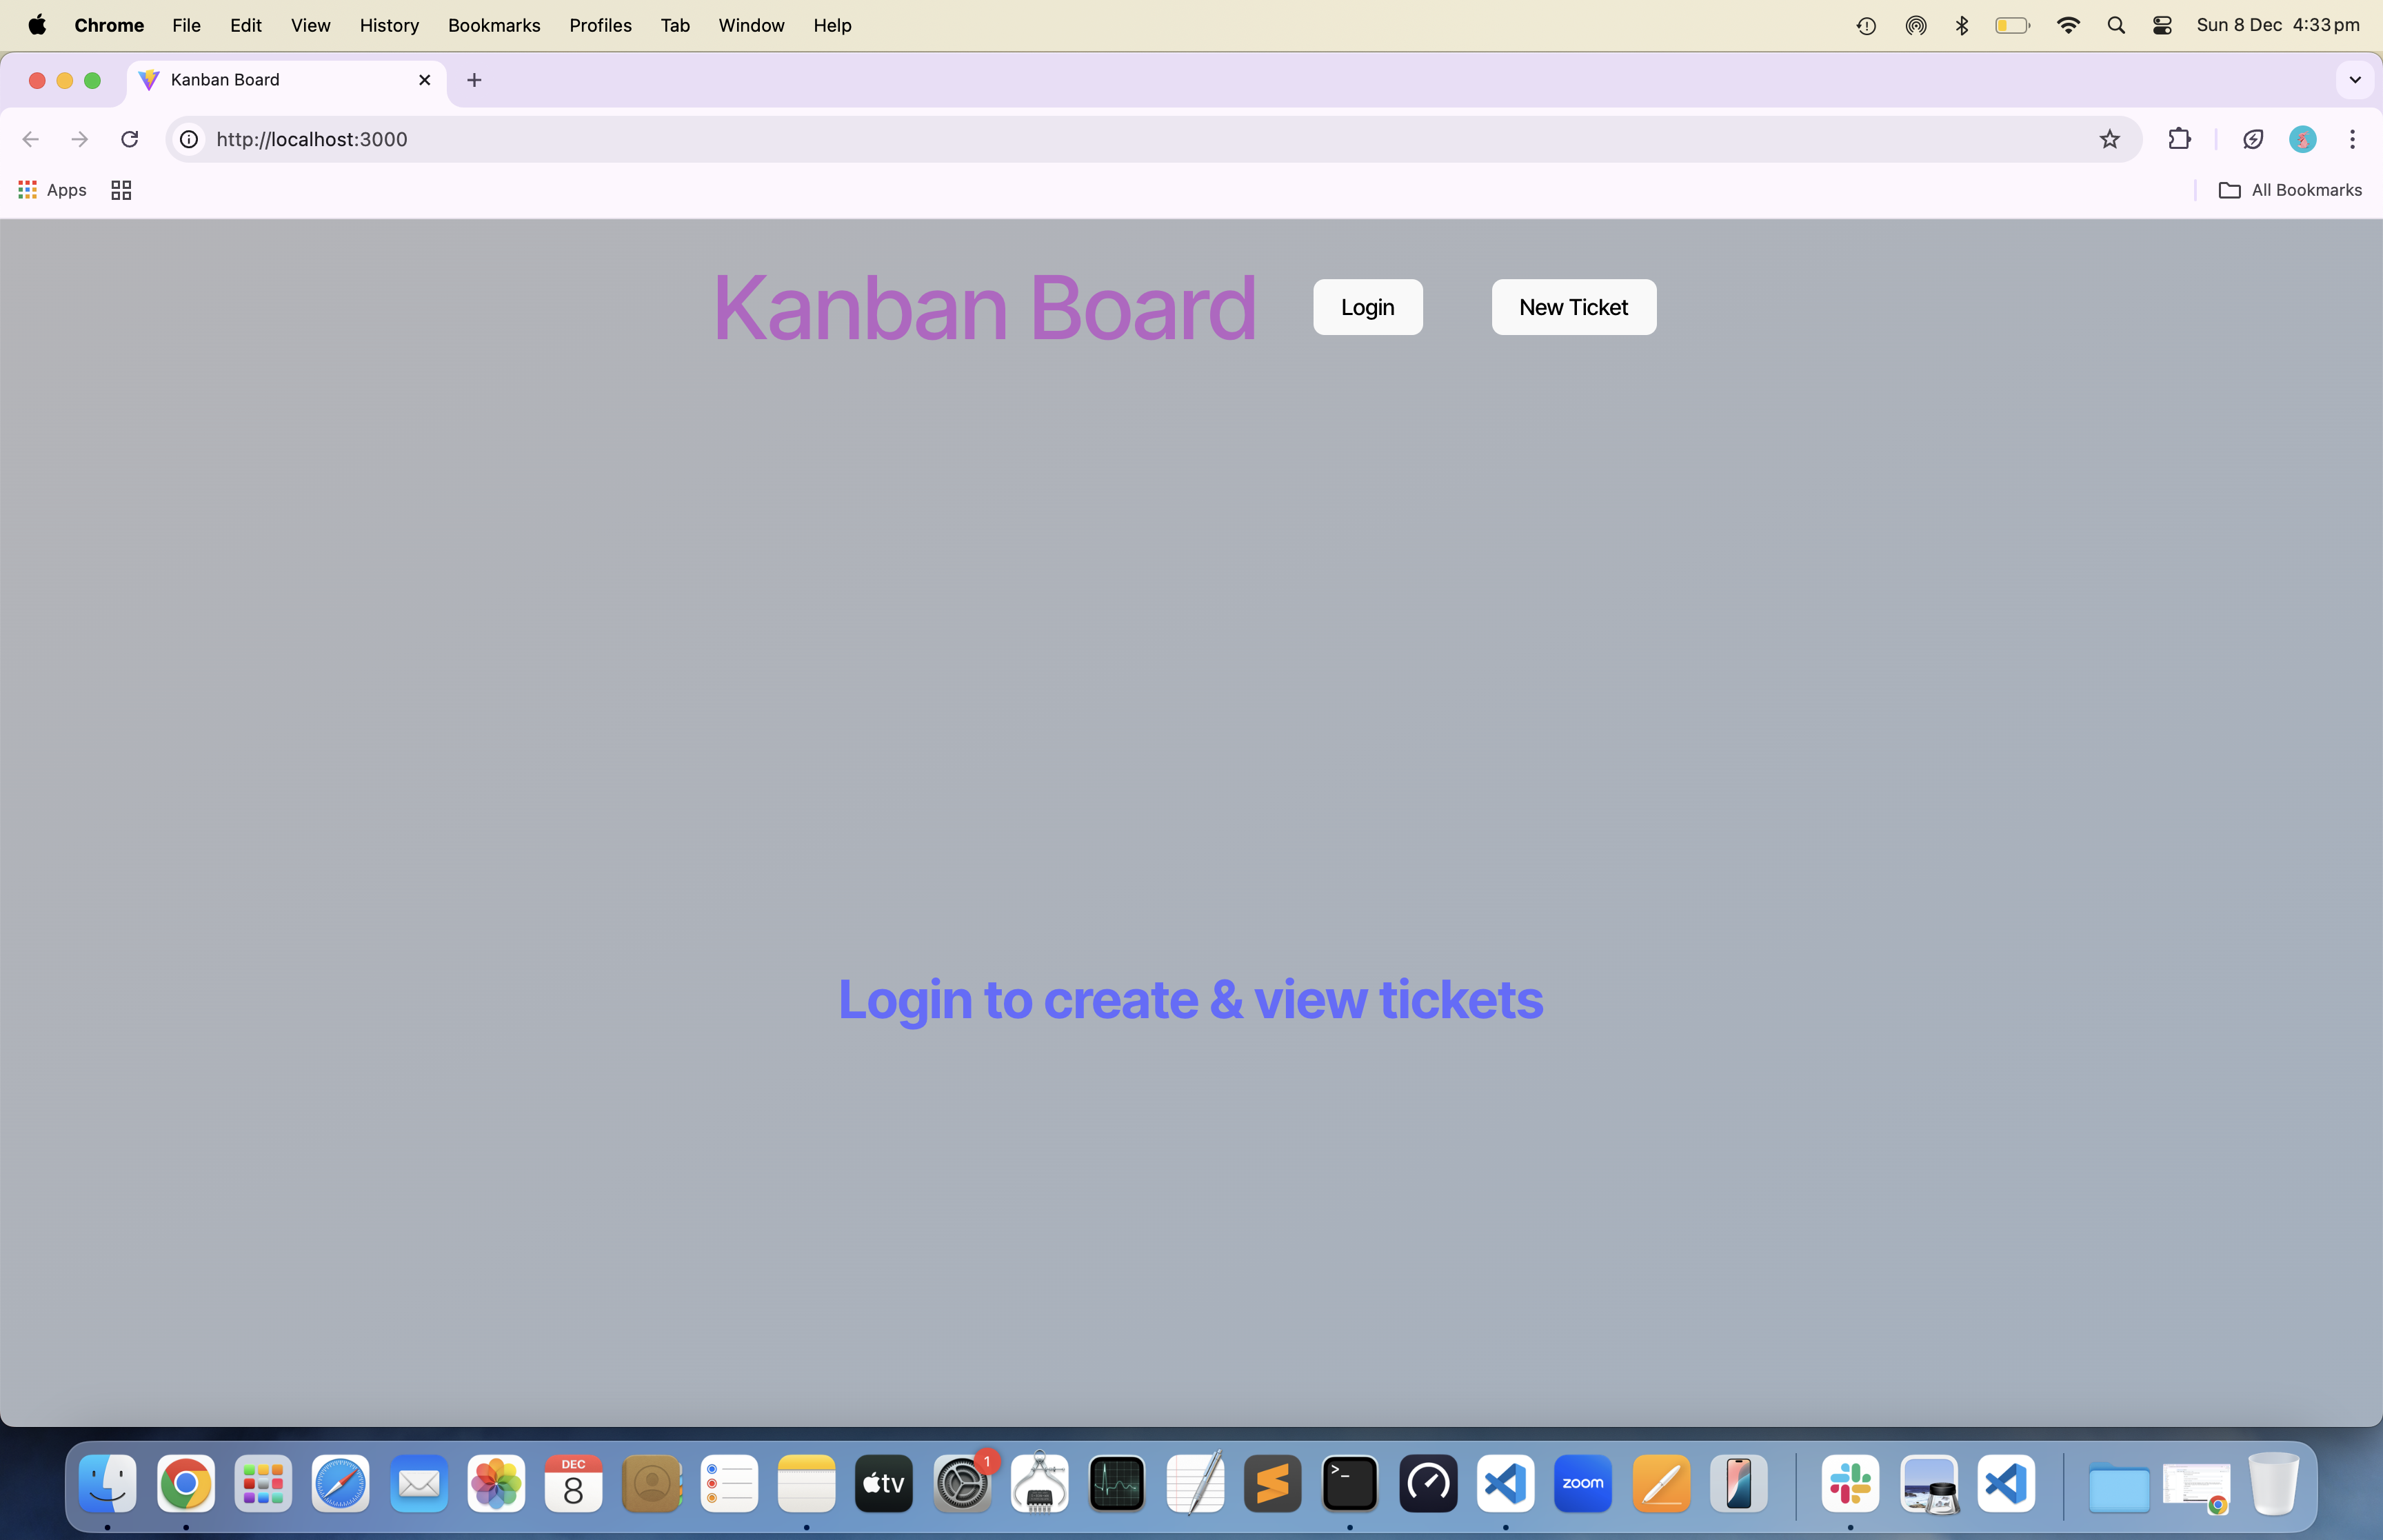 Chrome File Edit View History Bookmarks Profiles Tab Window Help Sun 8 Dec 4:33 pm
Kanban Board
http://localhost:3000
Apps All Bookmarks
Kanban Board Login New Ticket
Login to create & view tickets
DEC
8
tv
1
>_
zoom